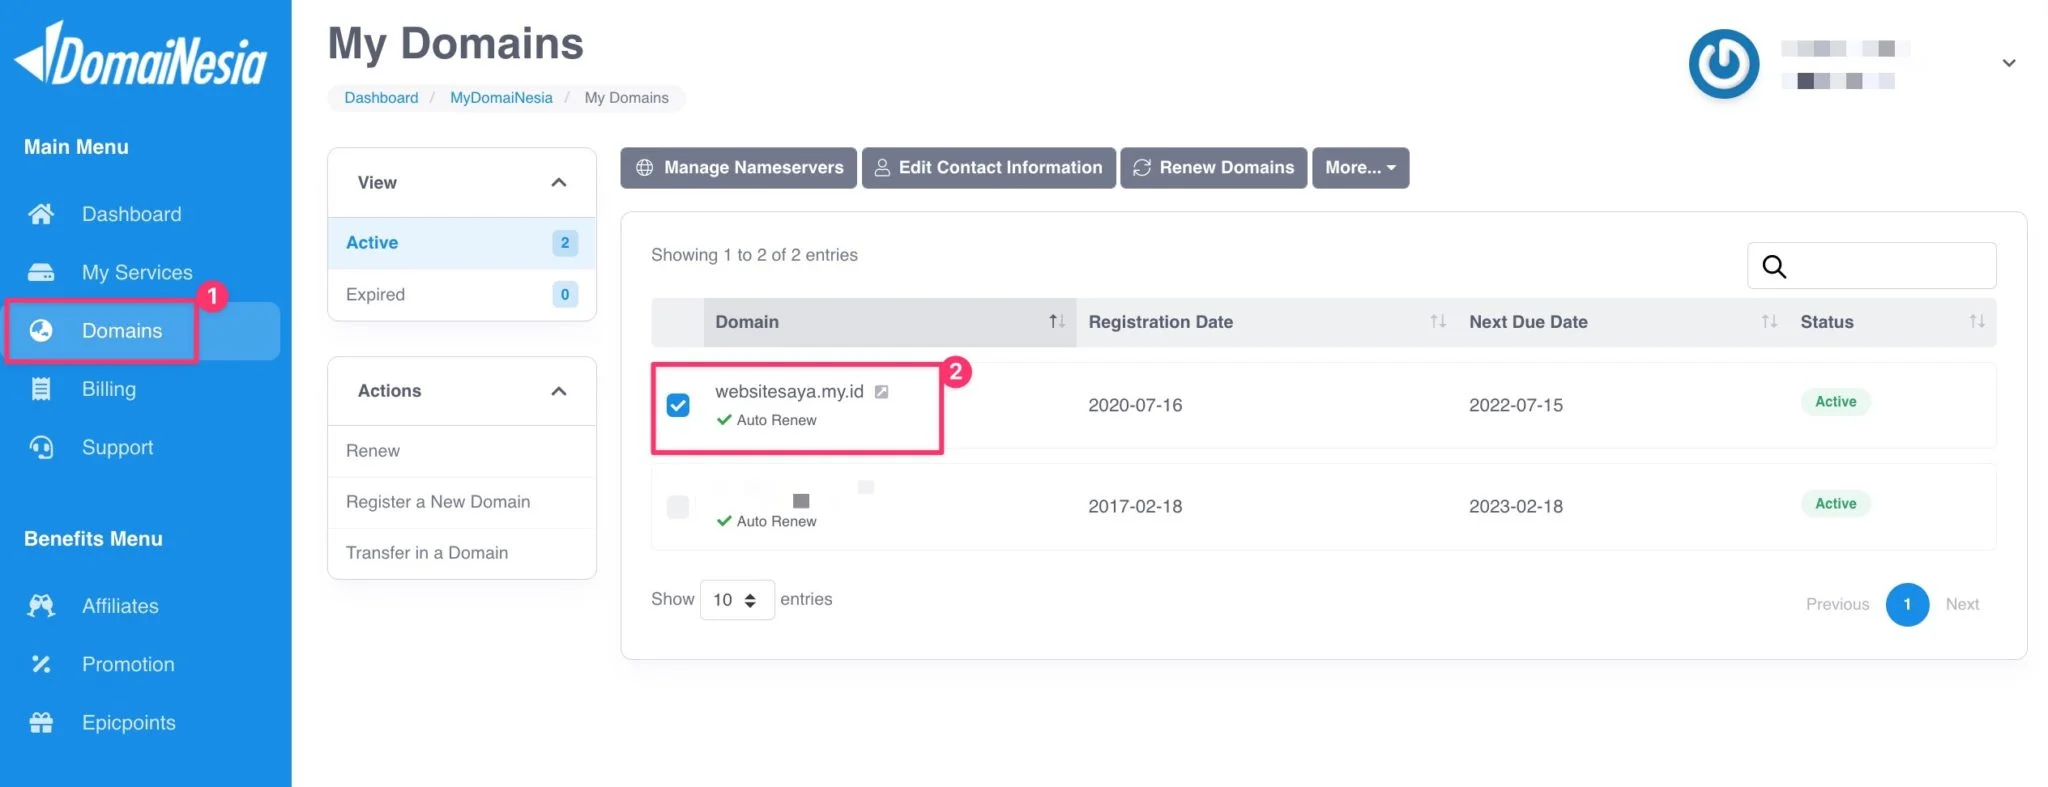 DomaiNesia
Main Menu
Dashboard
My Services
1
Domains
Billing
Support
Benefits Menu
Affiliates
Promotion
Epicpoints
My Domains
Dashboard / MyDomaiNesia / My Domains
View
Active 2
Expired 0
Actions
Renew
Register a New Domain
Transfer in a Domain
Manage Nameservers Edit Contact Information Renew Domains More...
Showing 1 to 2 of 2 entries
Domain Registration Date Next Due Date Status
2
websitesaya.my.id 2020-07-16 2022-07-15 Active
Auto Renew
2017-02-18 2023-02-18 Active
Auto Renew
Show 10 entries
Previous 1 Next